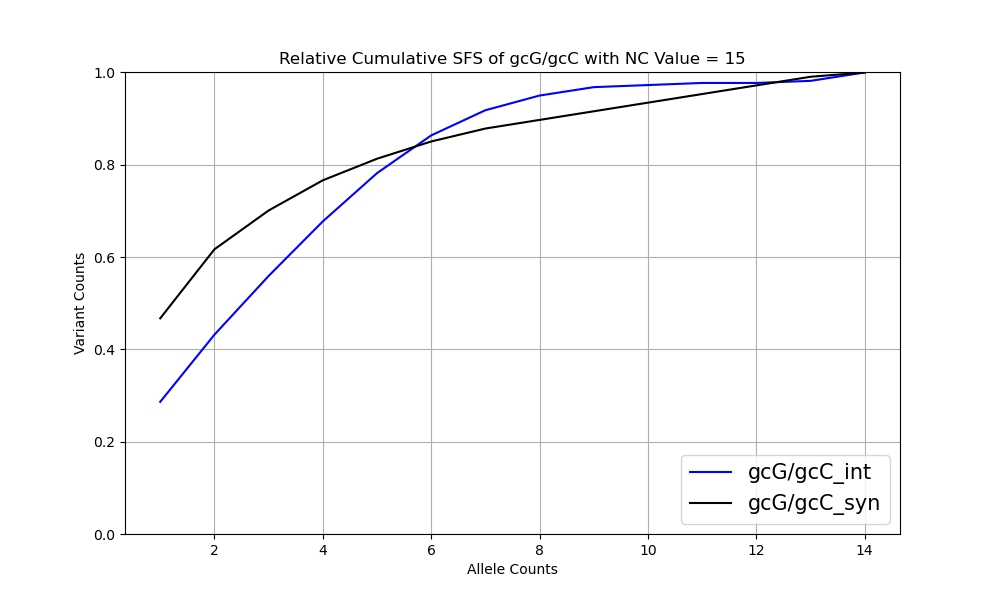 Relative Cumulative SFS of gcG/gcC with NC Value = 15
1.0
0.8
0.6
0.4
0.2
0.0
Variant Counts
2 4 6 8 10 12 14
Allele Counts
gcG/gcC_int
gcG/gcC_syn